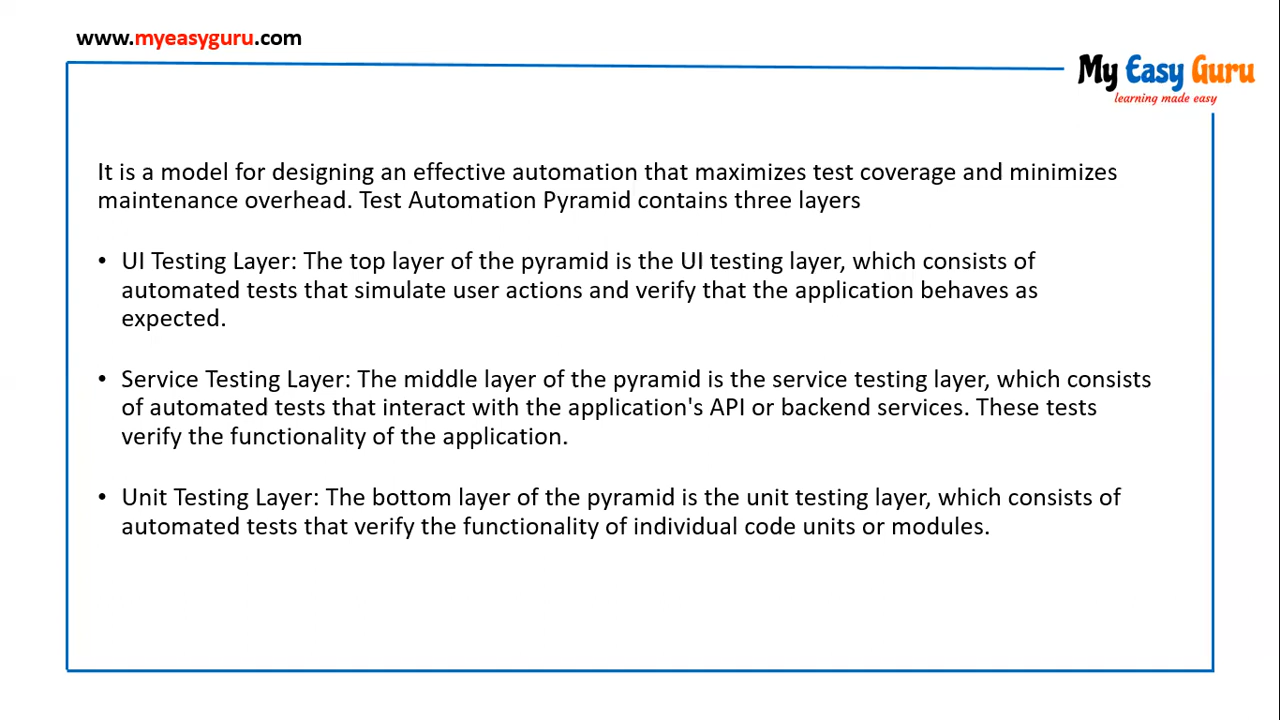 www.myeasyguru.com
My Easy Guru
learning made easy
It is a model for designing an effective automation that maximizes test coverage and minimizes
maintenance overhead. Test Automation Pyramid contains three layers
• UI Testing Layer: The top layer of the pyramid is the UI testing layer, which consists of
automated tests that simulate user actions and verify that the application behaves as
expected.
• Service Testing Layer: The middle layer of the pyramid is the service testing layer, which consists
of automated tests that interact with the application's API or backend services. These tests
verify the functionality of the application.
• Unit Testing Layer: The bottom layer of the pyramid is the unit testing layer, which consists of
automated tests that verify the functionality of individual code units or modules.